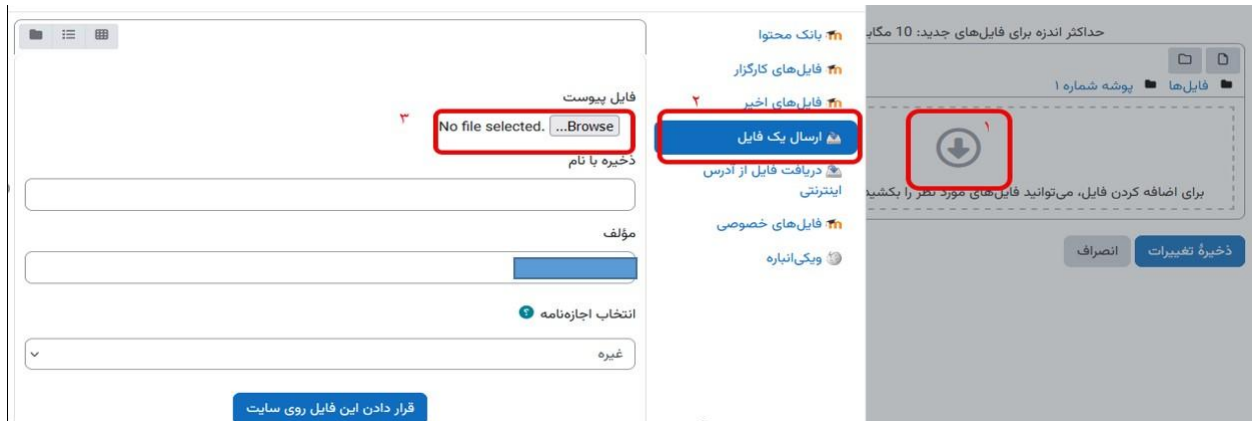 حداکثر اندزه برای فایل‌های جدید: 10 مگابا
فایل‌ها پوشه شماره ۱
۱
برای اضافه کردن فایل، می‌توانید فایل‌های مورد نظر را بکشید
ذخیرهٔ تغییرات
انصراف
بانک محتوا
فایل‌های کارگزار
فایل‌های اخیر
۲
ارسال یک فایل
دریافت فایل از آدرس
اینترنتی
فایل‌های خصوصی
ویکی‌انباره
فایل پیوست
۳
No file selected. Browse...
ذخیره با نام
مؤلف
انتخاب اجازه‌نامه
غیره
قرار دادن این فایل روی سایت